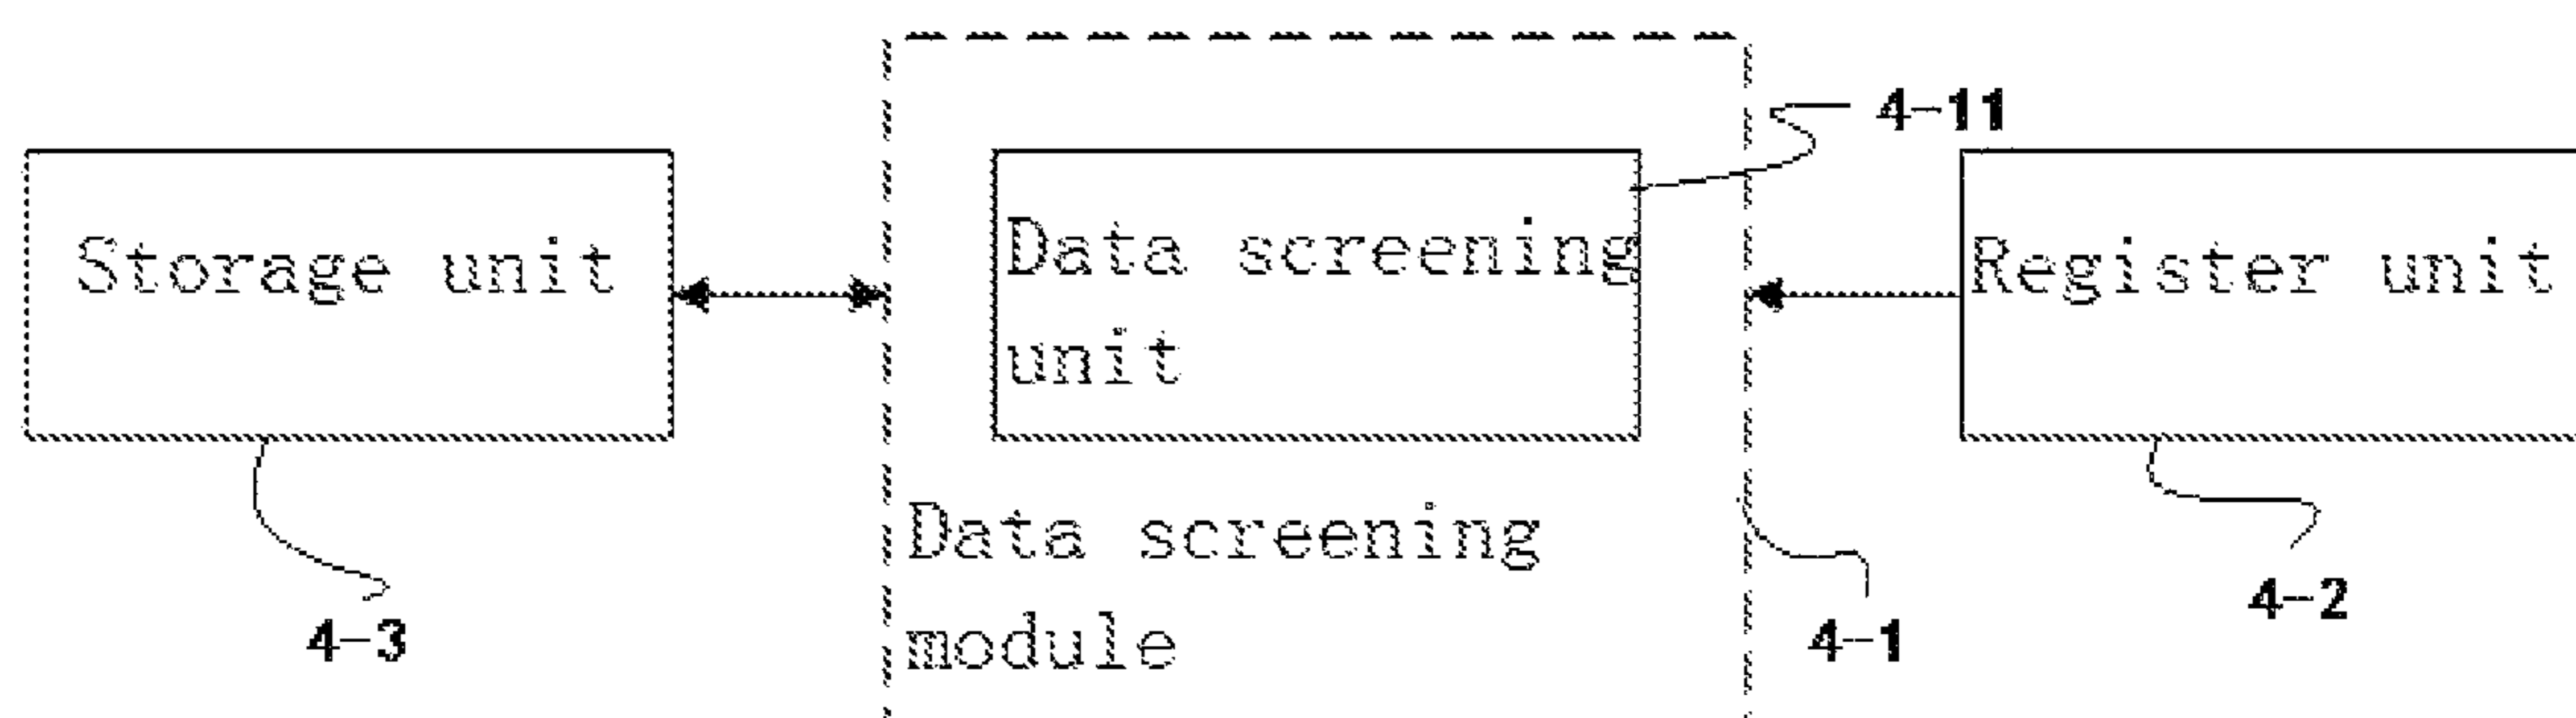 4-11
Storage unit
Data screening
unit
Register unit
Data screening
module
4-3
4-1
4-2